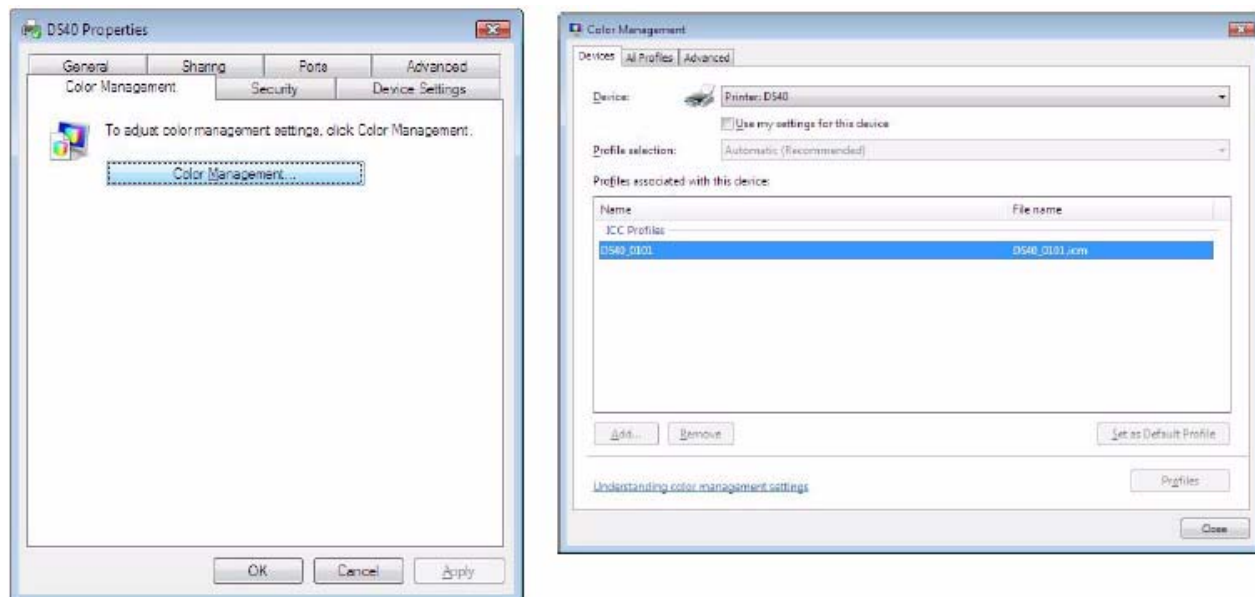 DS40 Properties
General Sharing Ports Advanced
Color Management Security Device Settings
To adjust color management settings, click Color Management.
Color Management...
OK Cancel Apply
Color Management
Devices All Profiles Advanced
Device: Printer: DS40
Use my settings for this device
Profile selection: Automatic (Recommended)
Profiles associated with this device:
Name File name
ICC Profiles
DS40_0101 DS40_0101.icm
Add... Remove Set as Default Profile
Understanding color management settings Profiles
Close